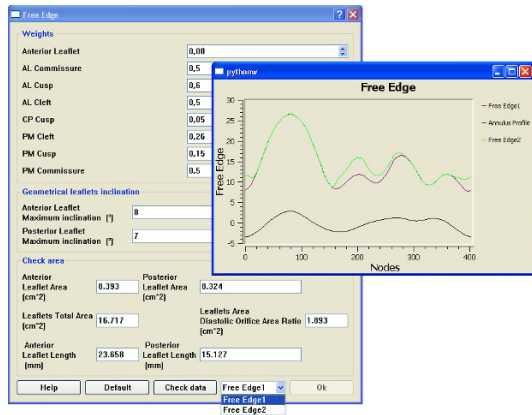 Free Edge
Weights
Anterior Leaflet 0,00
AL Commissure 0,5
AL Cusp 0,6
AL Cleft 0,5
CP Cusp 0,05
PM Cleft 0,26
PM Cusp 0,15
PM Commissure 0,5
Geometrical leaflets inclination
Anterior Leaflet
Maximum inclination [°] 8
Posterior Leaflet
Maximum inclination [°] 7
Check area
Anterior
Leaflet Area
[cm^2] 8.393
Posterior
Leaflet Area
[cm^2] 8.324
Leaflets Total Area
[cm^2] 16.717
Leaflets Area
Diastolic Orifice Area Ratio
[cm^2] 1.893
Anterior
Leaflet Length
[mm] 23.658
Posterior
Leaflet Length
[mm] 15.127
Help Default Check data Free Edge1 Ok
Free Edge1
Free Edge2
pythonw
Free Edge
Free Edge
30
25
20
15
10
5
0
-5
0 100 200 300 400
Nodes
Free Edge1
Annulus Profile
Free Edge2